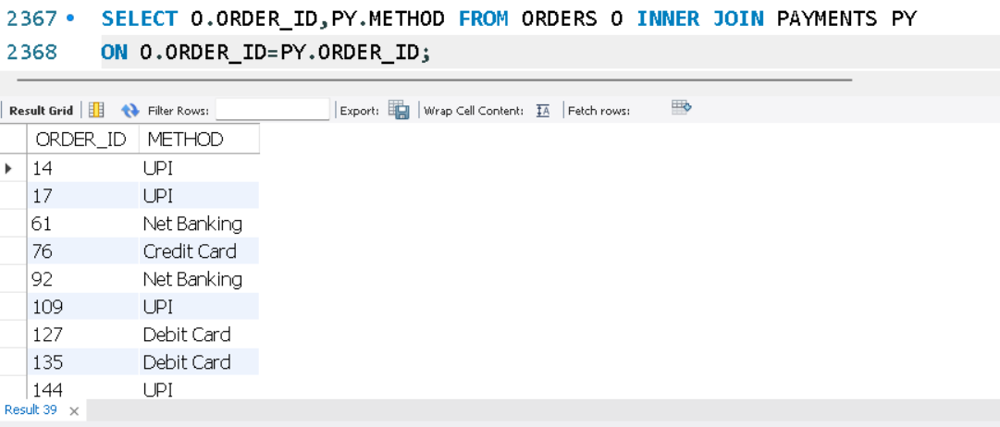 2367 SELECT O.ORDER_ID,PY.METHOD FROM ORDERS O INNER JOIN PAYMENTS PY
2368 ON O.ORDER_ID=PY.ORDER_ID;
Result Grid Filter Rows: Export: Wrap Cell Content: IA Fetch rows:
ORDER_ID METHOD
14 UPI
17 UPI
61 Net Banking
76 Credit Card
92 Net Banking
109 UPI
127 Debit Card
135 Debit Card
144 UPI
Result 39 ×